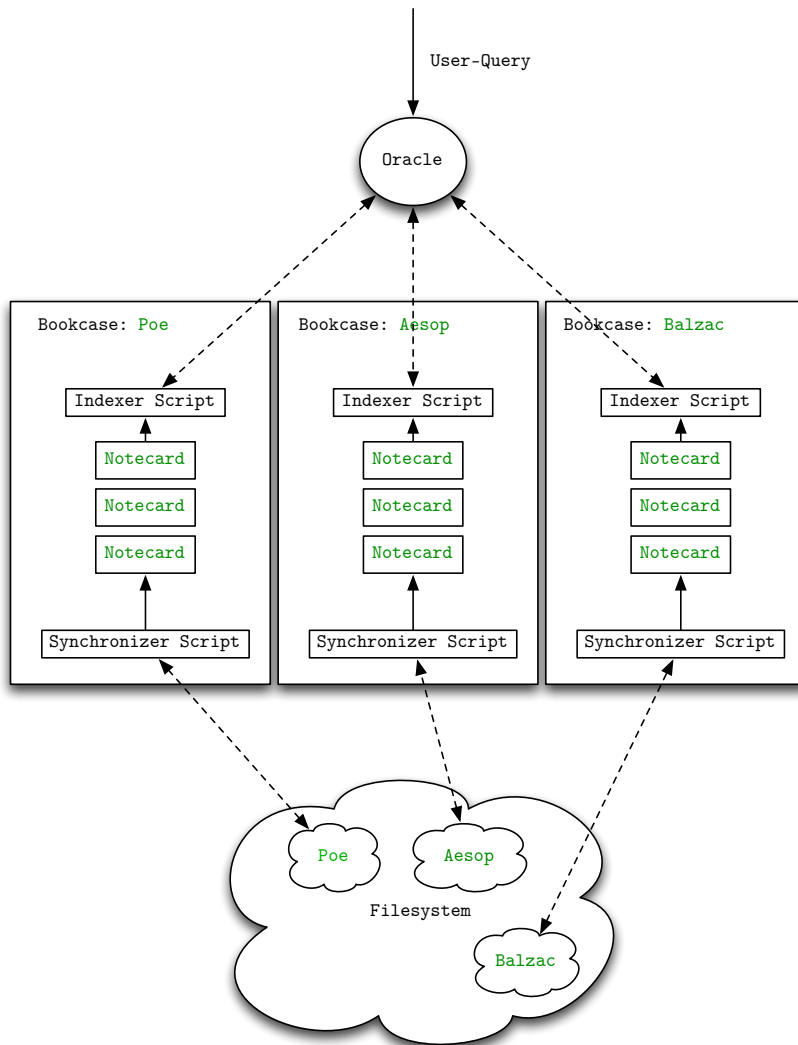 User-Query
Oracle
Bookcase: Poe
Bookcase: Aesop
Bookcase: Balzac
Indexer Script
Indexer Script
Indexer Script
Notecard
Notecard
Notecard
Notecard
Notecard
Notecard
Notecard
Notecard
Notecard
Synchronizer Script
Synchronizer Script
Synchronizer Script
Poe
Aesop
Filesystem
Balzac